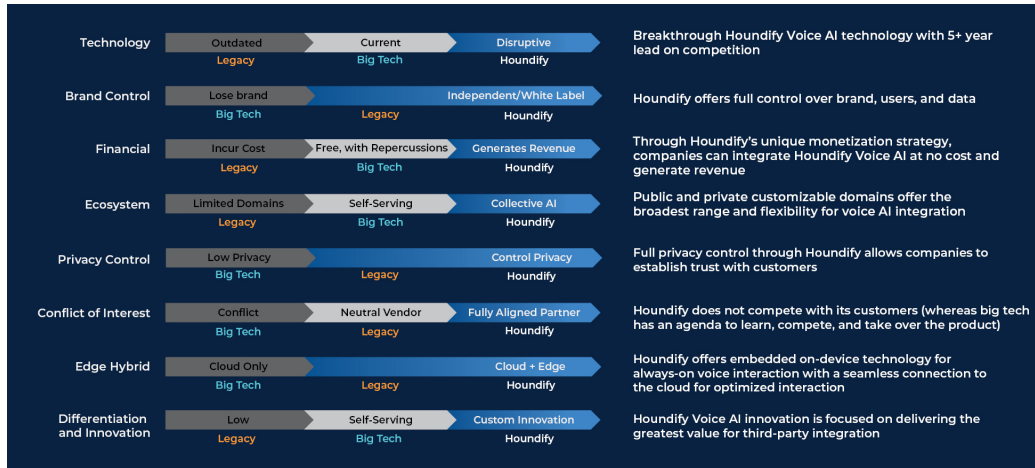 Technology
Outdated
Current
Disruptive
Legacy
Big Tech
Houndify
Breakthrough Houndify Voice AI technology with 5+ year
lead on competition
Brand Control
Lose brand
Independent/White Label
Big Tech
Legacy
Houndify
Houndify offers full control over brand, users, and data
Financial
Incur Cost
Free, with Repercussions
Generates Revenue
Legacy
Big Tech
Houndify
Through Houndify's unique monetization strategy,
companies can integrate Houndify Voice AI at no cost and
generate revenue
Ecosystem
Limited Domains
Self-Serving
Collective AI
Legacy
Big Tech
Houndify
Public and private customizable domains offer the
broadest range and flexibility for voice AI integration
Privacy Control
Low Privacy
Control Privacy
Big Tech
Legacy
Houndify
Full privacy control through Houndify allows companies to
establish trust with customers
Conflict of Interest
Conflict
Neutral Vendor
Fully Aligned Partner
Big Tech
Legacy
Houndify
Houndify does not compete with its customers (whereas big tech
has an agenda to learn, compete, and take over the product)
Edge Hybrid
Cloud Only
Cloud + Edge
Big Tech
Legacy
Houndify
Houndify offers embedded on-device technology for
always-on voice interaction with a seamless connection to
the cloud for optimized interaction
Differentiation
and Innovation
Low
Self-Serving
Custom Innovation
Legacy
Big Tech
Houndify
Houndify Voice AI innovation is focused on delivering the
greatest value for third-party integration